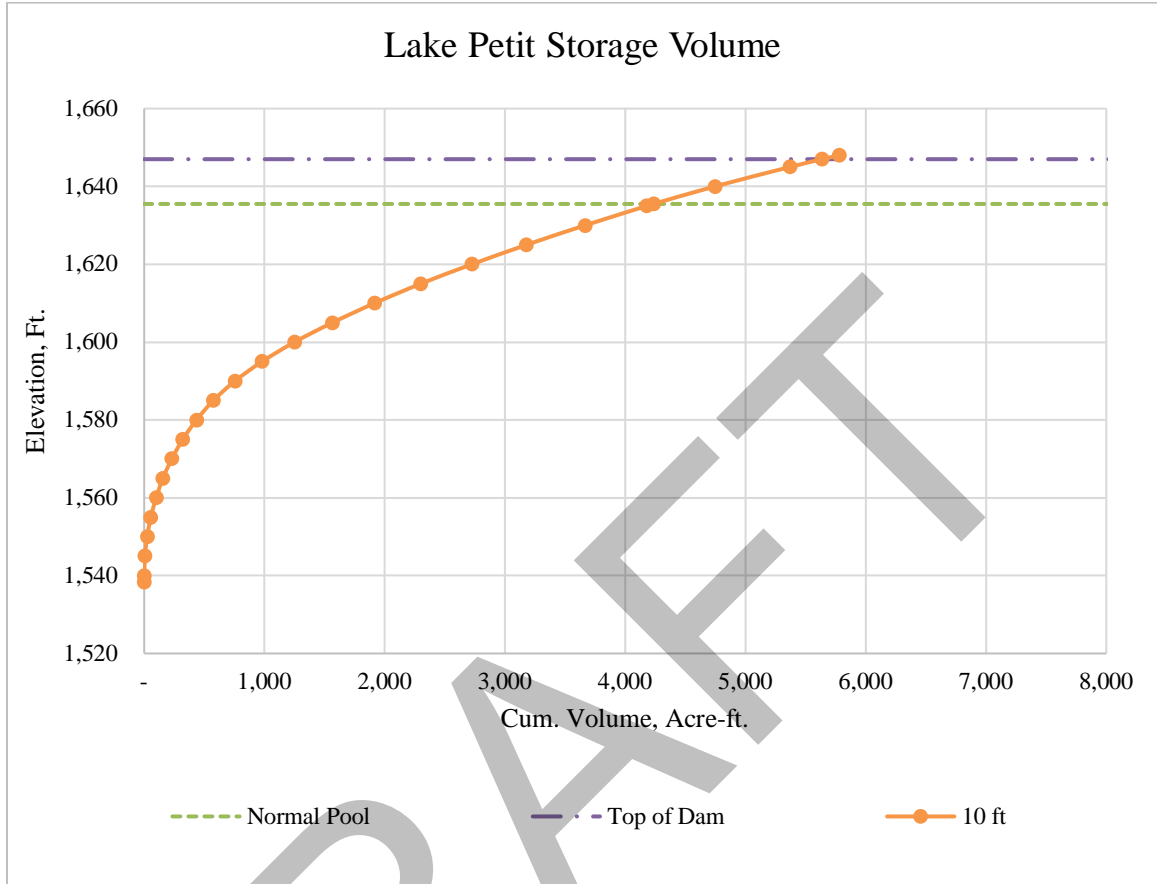 Lake Petit Storage Volume
1,660
1,640
1,620
1,600
1,580
1,560
1,540
1,520
Elevation, Ft.
- 1,000 2,000 3,000 4,000 5,000 6,000 7,000 8,000
Cum. Volume, Acre-ft.
Normal Pool Top of Dam 10 ft
RAFT